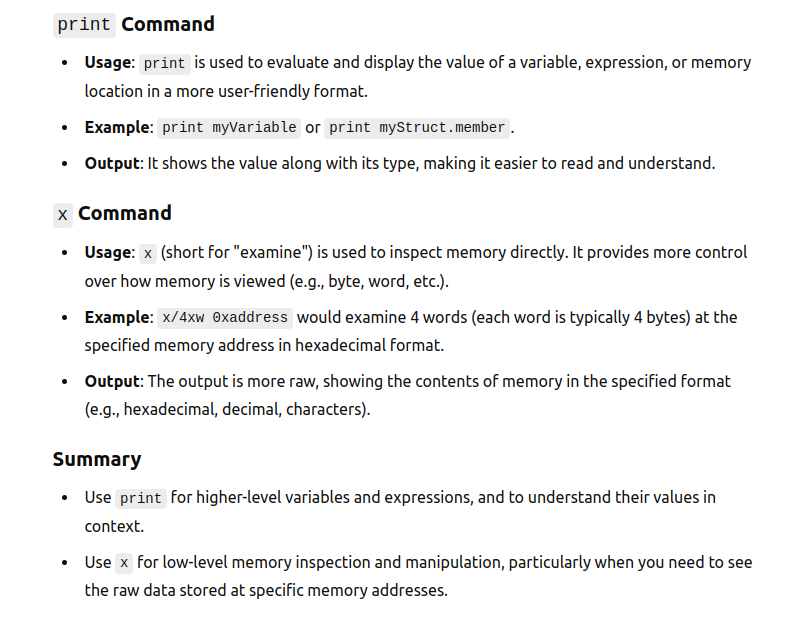 print Command
• Usage: print is used to evaluate and display the value of a variable, expression, or memory
location in a more user-friendly format.
• Example: print myVariable or print myStruct.member.
• Output: It shows the value along with its type, making it easier to read and understand.
x Command
• Usage: x (short for "examine") is used to inspect memory directly. It provides more control
over how memory is viewed (e.g., byte, word, etc.).
• Example: x/4xw 0xaddress would examine 4 words (each word is typically 4 bytes) at the
specified memory address in hexadecimal format.
• Output: The output is more raw, showing the contents of memory in the specified format
(e.g., hexadecimal, decimal, characters).
Summary
• Use print for higher-level variables and expressions, and to understand their values in
context.
• Use x for low-level memory inspection and manipulation, particularly when you need to see
the raw data stored at specific memory addresses.